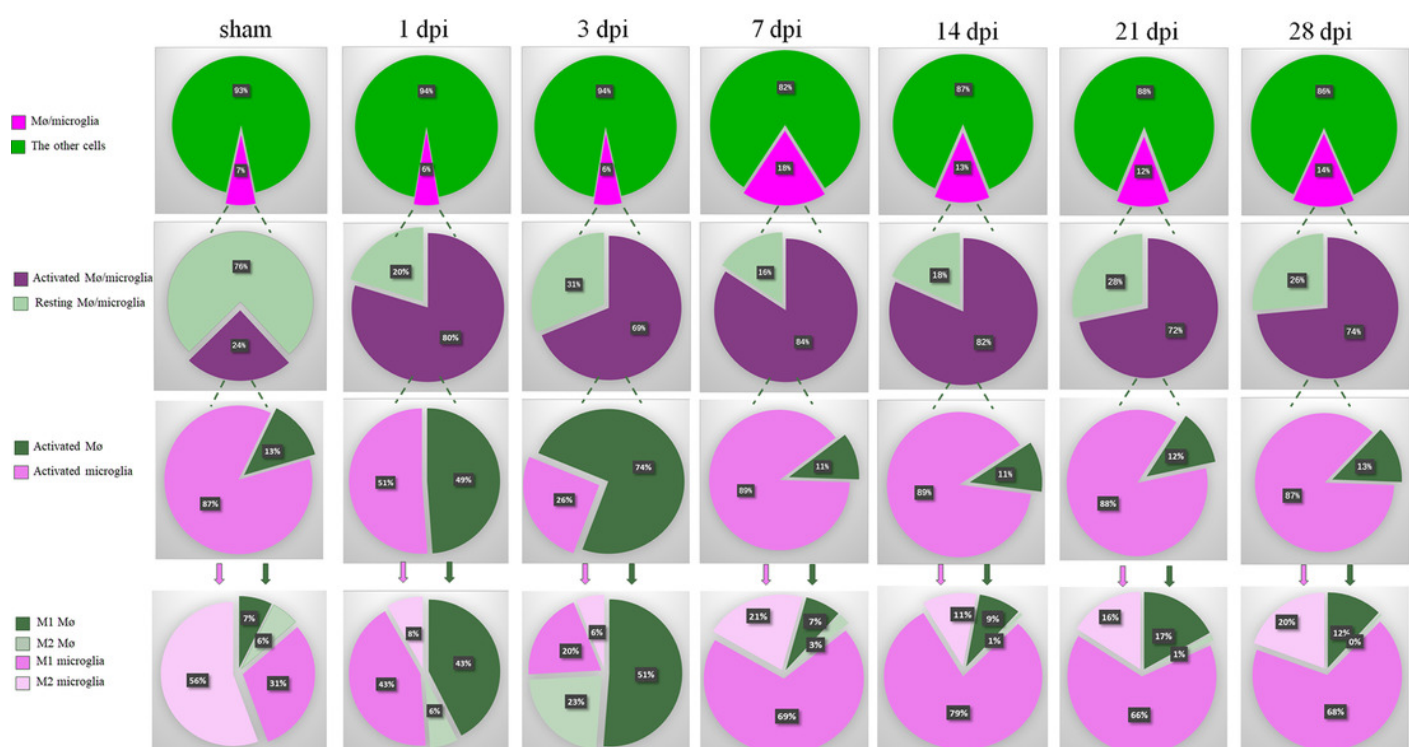 sham 1 dpi 3 dpi 7 dpi 14 dpi 21 dpi 28 dpi
93% 94% 94% 82% 87% 88% 86%
Mø/microglia
The other cells
7% 6% 6% 18% 13% 12% 14%
76% 20% 31% 16% 18% 28% 26%
Activated Mø/microglia
Resting Mø/microglia
24% 80% 69% 84% 82% 72% 74%
Activated Mø
Activated microglia
13% 49% 74% 11% 11% 12% 13%
87% 51% 26% 89% 89% 88% 87%
M1 Mø
M2 Mø
M1 microglia
M2 microglia
7% 6% 31% 56%
8% 43% 43% 6%
6% 20% 51% 23%
21% 7% 3% 69%
11% 9% 1% 79%
16% 17% 1% 66%
20% 12% 0% 68%